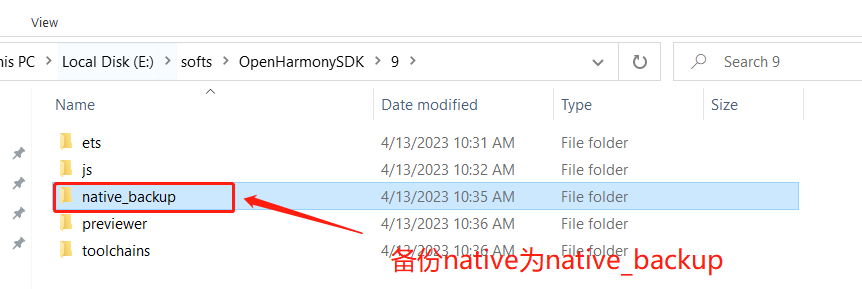 View
his PC > Local Disk (E:) > softs > OpenHarmonySDK > 9 > Search 9
Name Date modified Type Size
ets 4/13/2023 10:31 AM File folder
js 4/13/2023 10:32 AM File folder
native_backup 4/13/2023 10:35 AM File folder
previewer 4/13/2023 10:36 AM File folder
toolchains 4/13/2023 10:36 AM File folder
备份native为native_backup